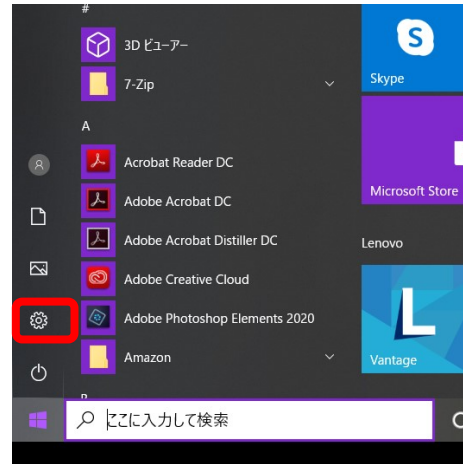 #
3D ビューアー
7-Zip
A
Acrobat Reader DC
Adobe Acrobat DC
Adobe Acrobat Distiller DC
Adobe Creative Cloud
Adobe Photoshop Elements 2020
Amazon
ここに入力して検索
Skype
Microsoft Store
Lenovo
Vantage